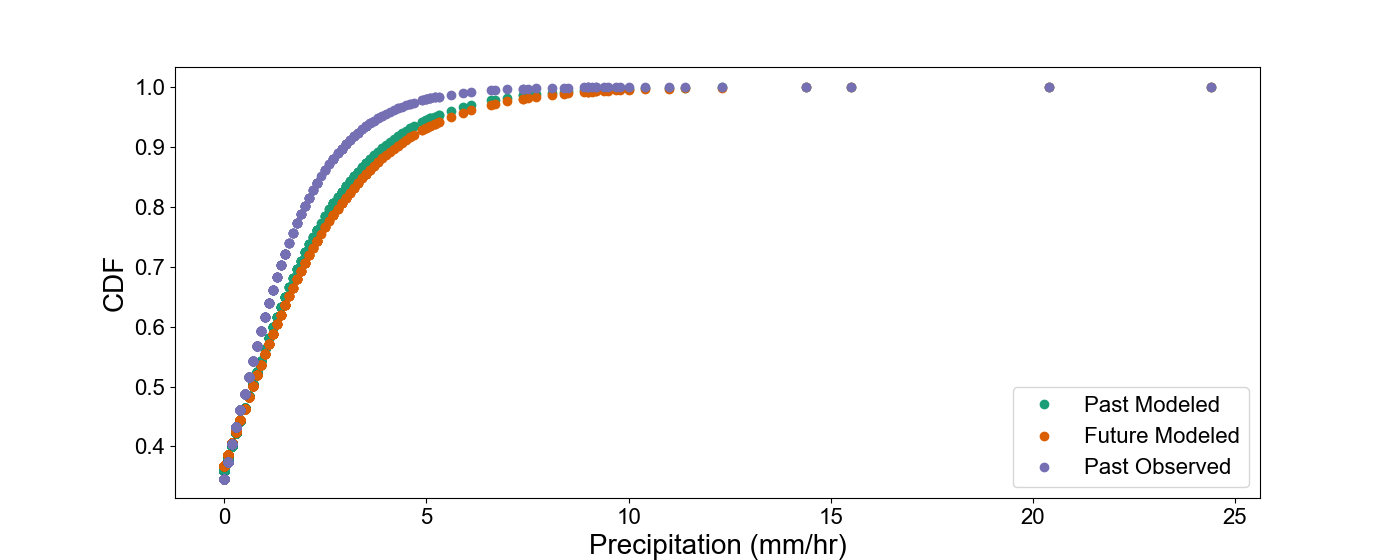 1.0
0.9
0.8
0.7
0.6
0.5
0.4
CDF
0 5 10 15 20 25
Precipitation (mm/hr)
Past Modeled
Future Modeled
Past Observed